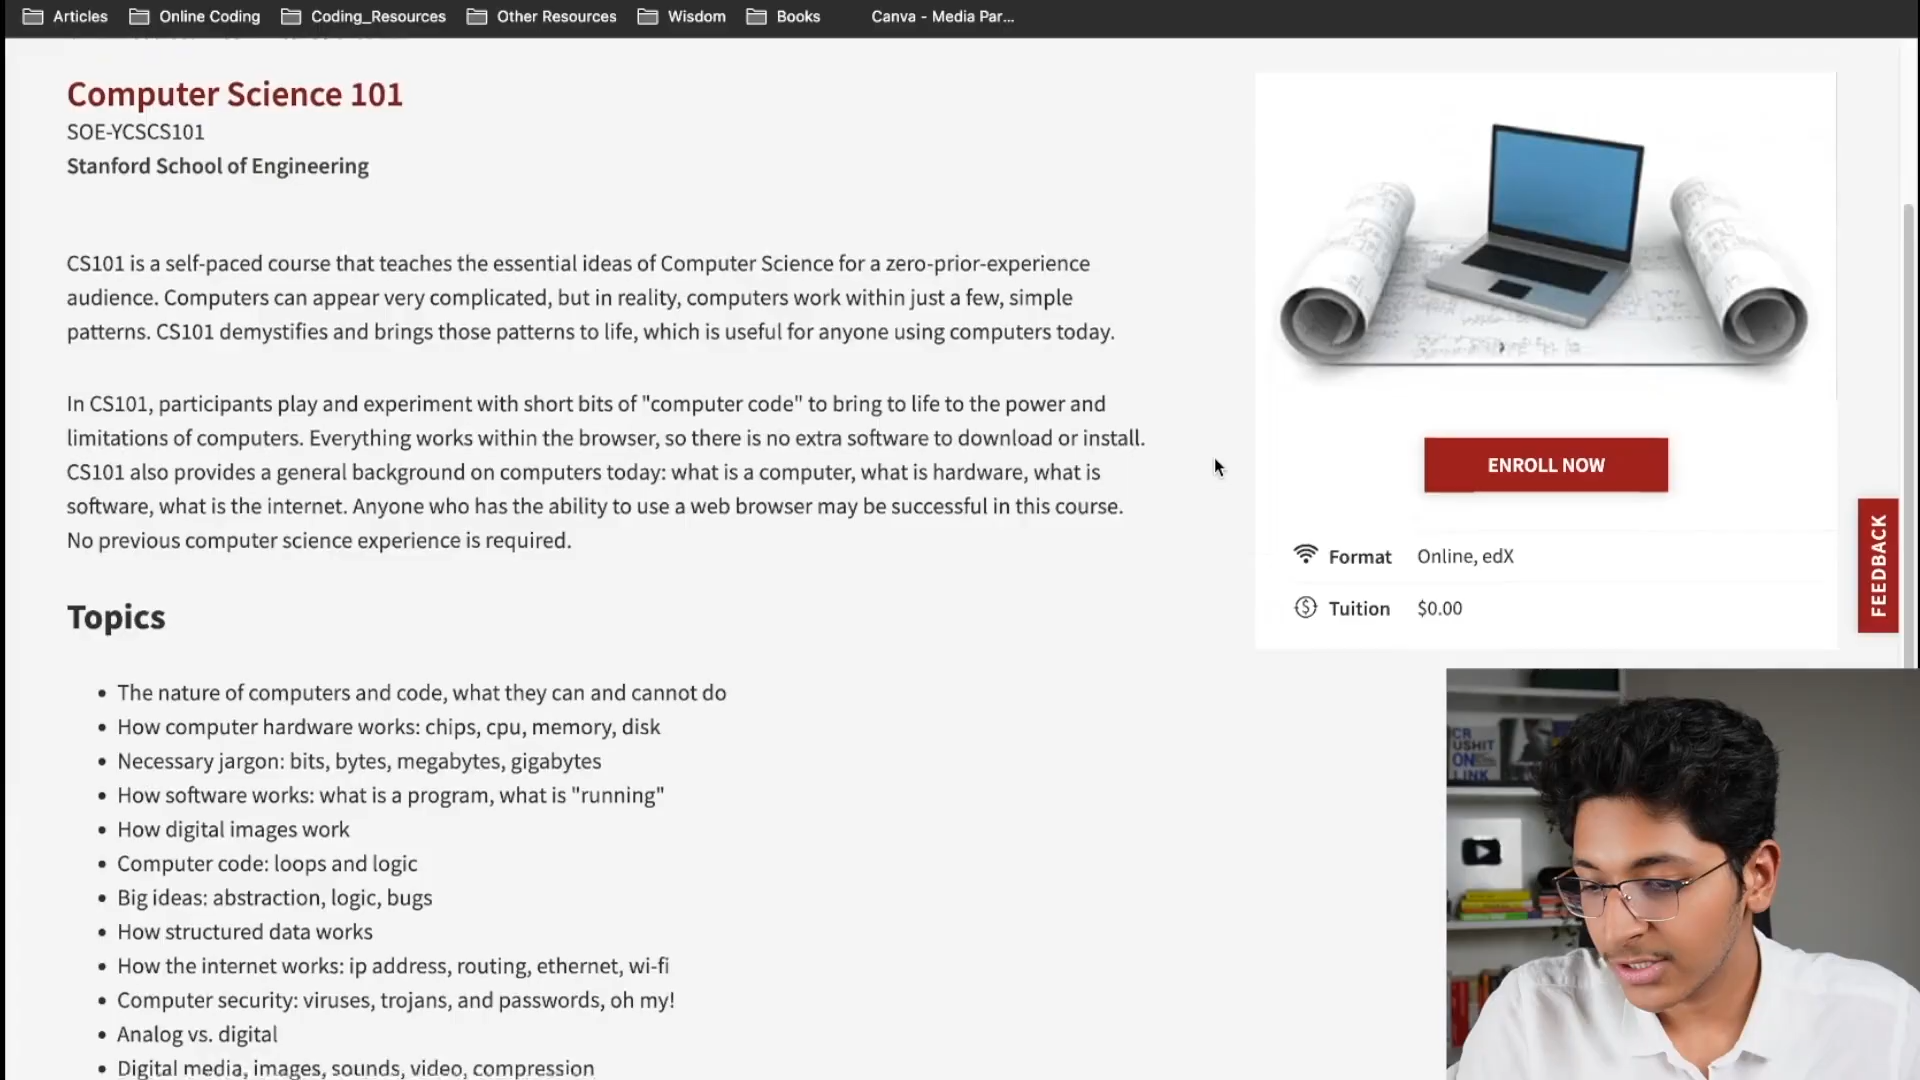 Articles Online Coding Coding_Resources Other Resources Wisdom Books Canva - Media Par...
Computer Science 101
SOE-YCSCS101
Stanford School of Engineering
CS101 is a self-paced course that teaches the essential ideas of Computer Science for a zero-prior-experience
audience. Computers can appear very complicated, but in reality, computers work within just a few, simple
patterns. CS101 demystifies and brings those patterns to life, which is useful for anyone using computers today.
In CS101, participants play and experiment with short bits of "computer code" to bring to life to the power and
limitations of computers. Everything works within the browser, so there is no extra software to download or install.
CS101 also provides a general background on computers today: what is a computer, what is hardware, what is
software, what is the internet. Anyone who has the ability to use a web browser may be successful in this course.
No previous computer science experience is required.
Topics
• The nature of computers and code, what they can and cannot do
• How computer hardware works: chips, cpu, memory, disk
• Necessary jargon: bits, bytes, megabytes, gigabytes
• How software works: what is a program, what is "running"
• How digital images work
• Computer code: loops and logic
• Big ideas: abstraction, logic, bugs
• How structured data works
• How the internet works: ip address, routing, ethernet, wi-fi
• Computer security: viruses, trojans, and passwords, oh my!
• Analog vs. digital
• Digital media, images, sounds, video, compression
ENROLL NOW
Format Online, edX
Tuition $0.00
FEEDBACK
CR
USHIT
ON
LINK